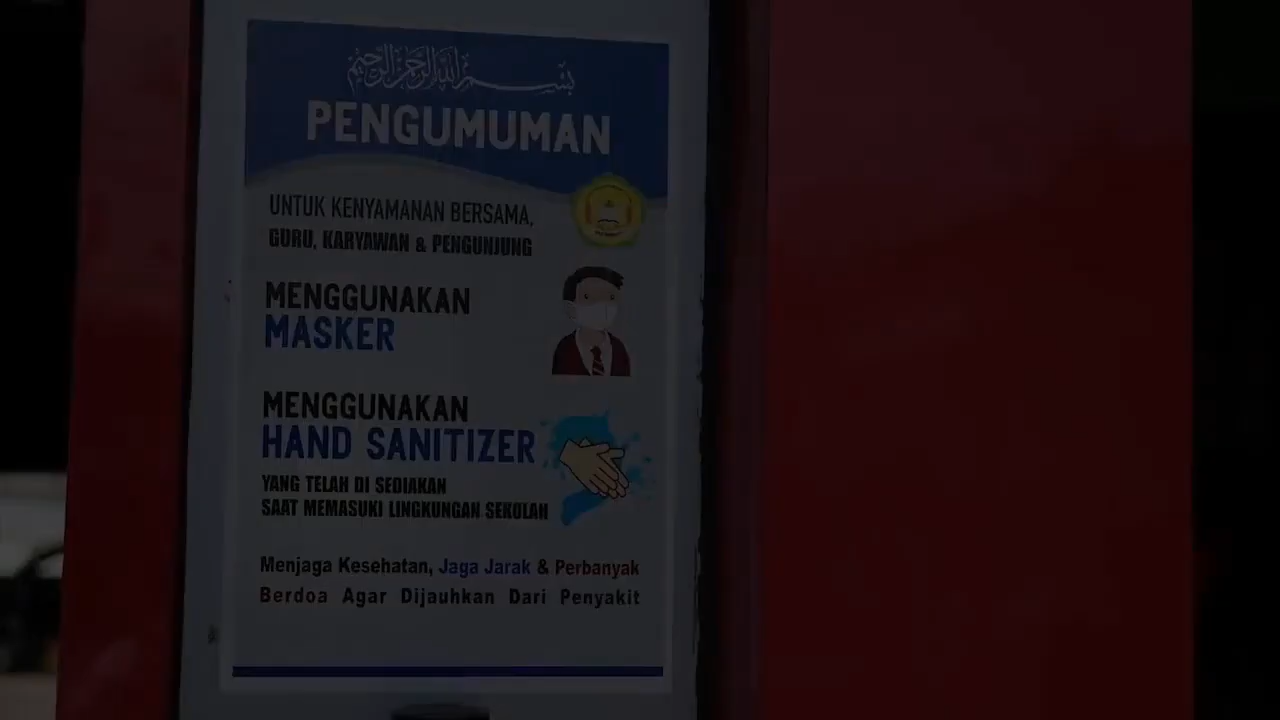 بسم الله الرحمن الرحيم
PENGUMUMAN
UNTUK KENYAMANAN BERSAMA,
GURU, KARYAWAN & PENGUNJUNG
MENGGUNAKAN
MASKER
MENGGUNAKAN
HAND SANITIZER
YANG TELAH DI SEDIAKAN
SAAT MEMASUKI LINGKUNGAN SEKOLAH
Menjaga Kesehatan, Jaga Jarak & Perbanyak
Berdoa Agar Dijauhkan Dari Penyakit